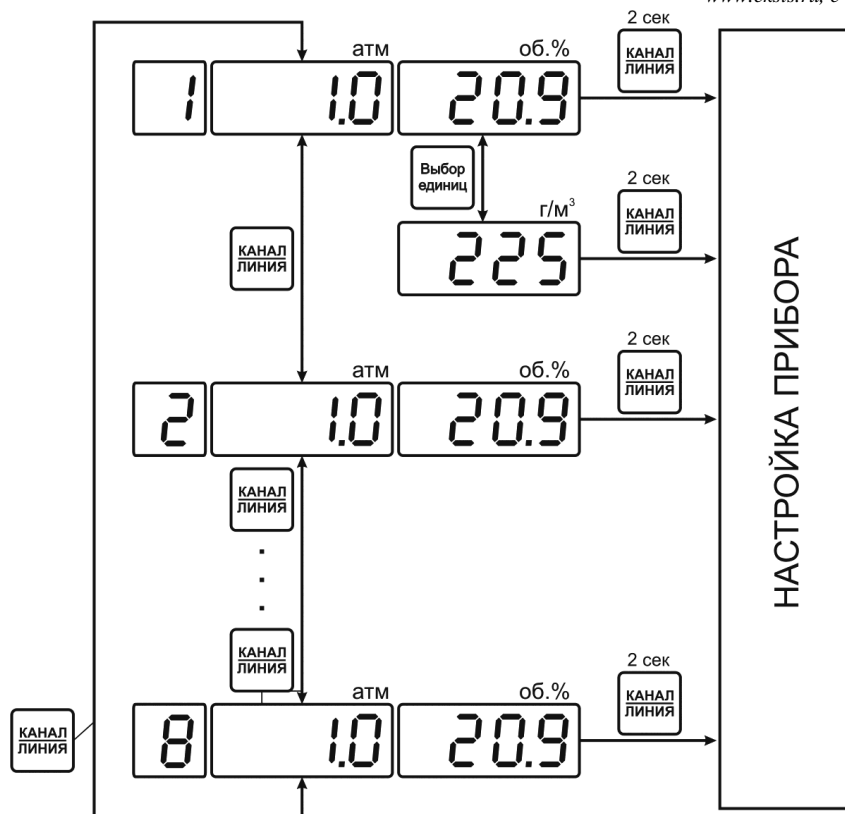 2 сек
атм
об.%
КАНАЛ
ЛИНИЯ
1
1.0
20.9
Выбор
единиц
2 сек
г/м³
КАНАЛ
ЛИНИЯ
225
КАНАЛ
ЛИНИЯ
НАСТРОЙКА ПРИБОРА
2 сек
атм
об.%
КАНАЛ
ЛИНИЯ
2
1.0
20.9
КАНАЛ
ЛИНИЯ
КАНАЛ
ЛИНИЯ
2 сек
атм
об.%
КАНАЛ
ЛИНИЯ
КАНАЛ
ЛИНИЯ
8
1.0
20.9